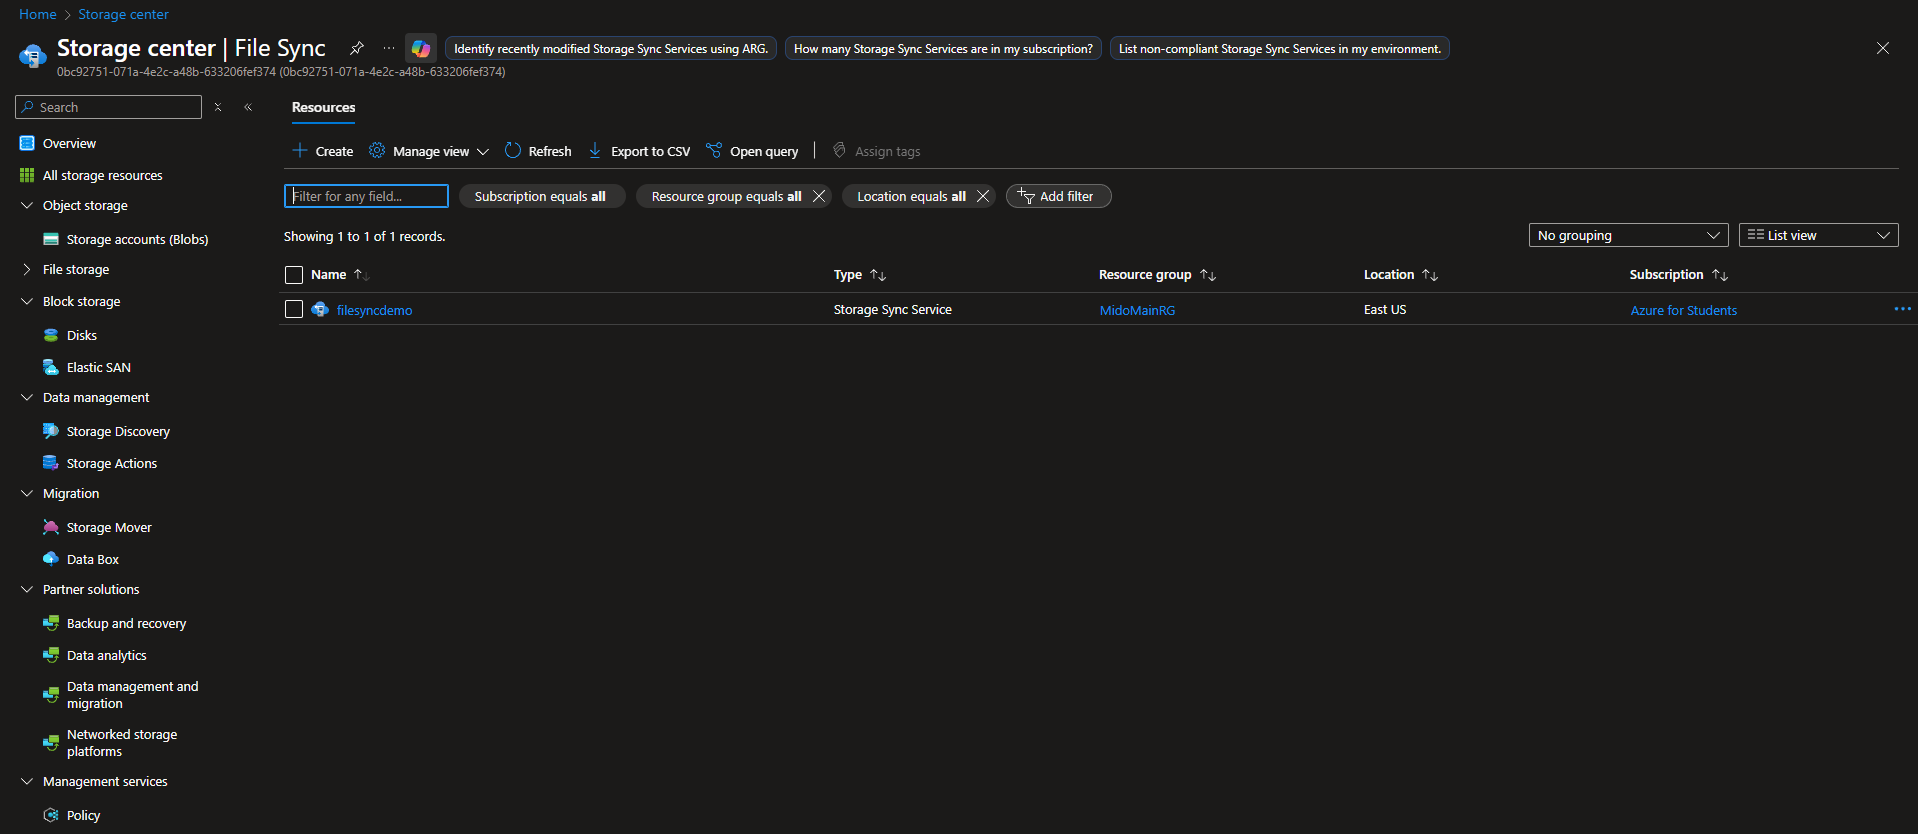 Home > Storage center
Storage center | File Sync
Identify recently modified Storage Sync Services using ARG.
How many Storage Sync Services are in my subscription?
List non-compliant Storage Sync Services in my environment.
0bc92751-071a-4e2c-a48b-633206fef374 (0bc92751-071a-4e2c-a48b-633206fef374)
Search
Overview
All storage resources
Object storage
Storage accounts (Blobs)
File storage
Block storage
Disks
Elastic SAN
Data management
Storage Discovery
Storage Actions
Migration
Storage Mover
Data Box
Partner solutions
Backup and recovery
Data analytics
Data management and
migration
Networked storage
platforms
Management services
Policy
Resources
Create Manage view Refresh Export to CSV Open query Assign tags
Filter for any field... Subscription equals all Resource group equals all Location equals all Add filter
Showing 1 to 1 of 1 records. No grouping List view
Name Type Resource group Location Subscription
filesyncdemo Storage Sync Service MidoMainRG East US Azure for Students